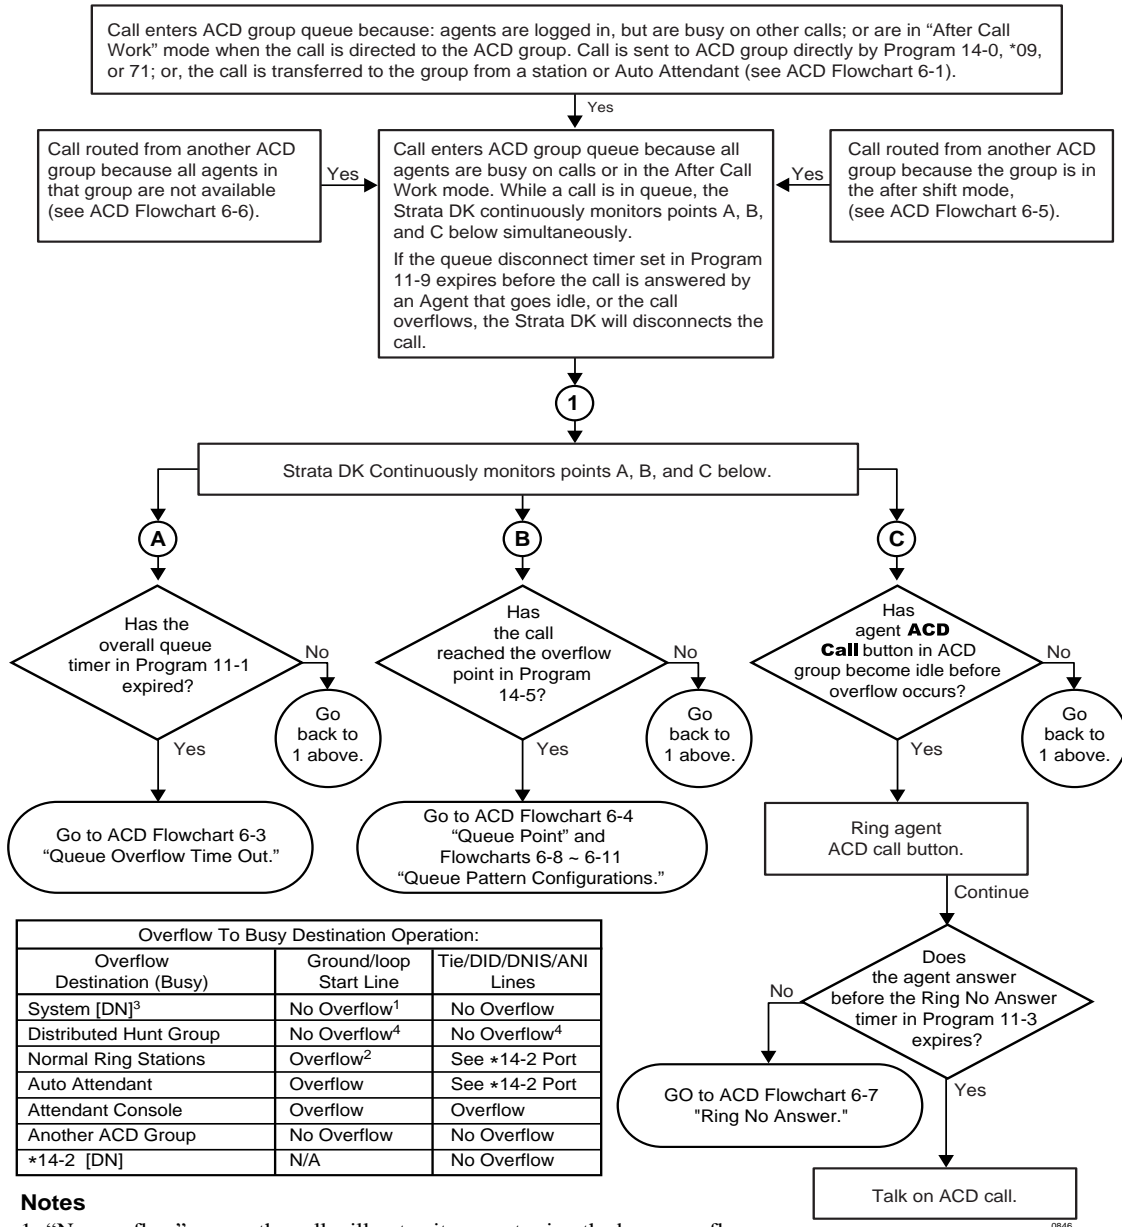 Call enters ACD group queue because: agents are logged in, but are busy on other calls; or are in “After Call
Work” mode when the call is directed to the ACD group. Call is sent to ACD group directly by Program 14-0, *09,
or 71; or, the call is transferred to the group from a station or Auto Attendant (see ACD Flowchart 6-1).
Yes
Call routed from another ACD
group because all agents in
that group are not available
(see ACD Flowchart 6-6).
Yes
Call enters ACD group queue because all
agents are busy on calls or in the After Call
Work mode. While a call is in queue, the
Strata DK continuously monitors points A, B,
and C below simultaneously.
If the queue disconnect timer set in Program
11-9 expires before the call is answered by
an Agent that goes idle, or the call
overflows, the Strata DK will disconnects the
call.
Yes
Call routed from another ACD
group because the group is in
the after shift mode,
(see ACD Flowchart 6-5).
1
Strata DK Continuously monitors points A, B, and C below.
A
B
C
Has the
overall queue
timer in Program 11-1
expired?
No
Go
back to
1 above.
Yes
Go to ACD Flowchart 6-3
“Queue Overflow Time Out.”
Has
the call
reached the overflow
point in Program
14-5?
No
Go
back to
1 above.
Yes
Go to ACD Flowchart 6-4
“Queue Point” and
Flowcharts 6-8 ~ 6-11
“Queue Pattern Configurations.”
Has
agent ACD
Call button in ACD
group become idle before
overflow occurs?
No
Go
back to
1 above.
Yes
Ring agent
ACD call button.
Continue
Does
the agent answer
before the Ring No Answer
timer in Program 11-3
expires?
No
GO to ACD Flowchart 6-7
"Ring No Answer."
Yes
Talk on ACD call.
0846
Overflow To Busy Destination Operation:
Overflow Destination (Busy) Ground/loop Start Line Tie/DID/DNIS/ANI Lines
System [DN]3 No Overflow1 No Overflow
Distributed Hunt Group No Overflow4 No Overflow4
Normal Ring Stations Overflow2 See *14-2 Port
Auto Attendant Overflow See *14-2 Port
Attendant Console Overflow Overflow
Another ACD Group No Overflow No Overflow
*14-2 [DN] N/A No Overflow
Notes